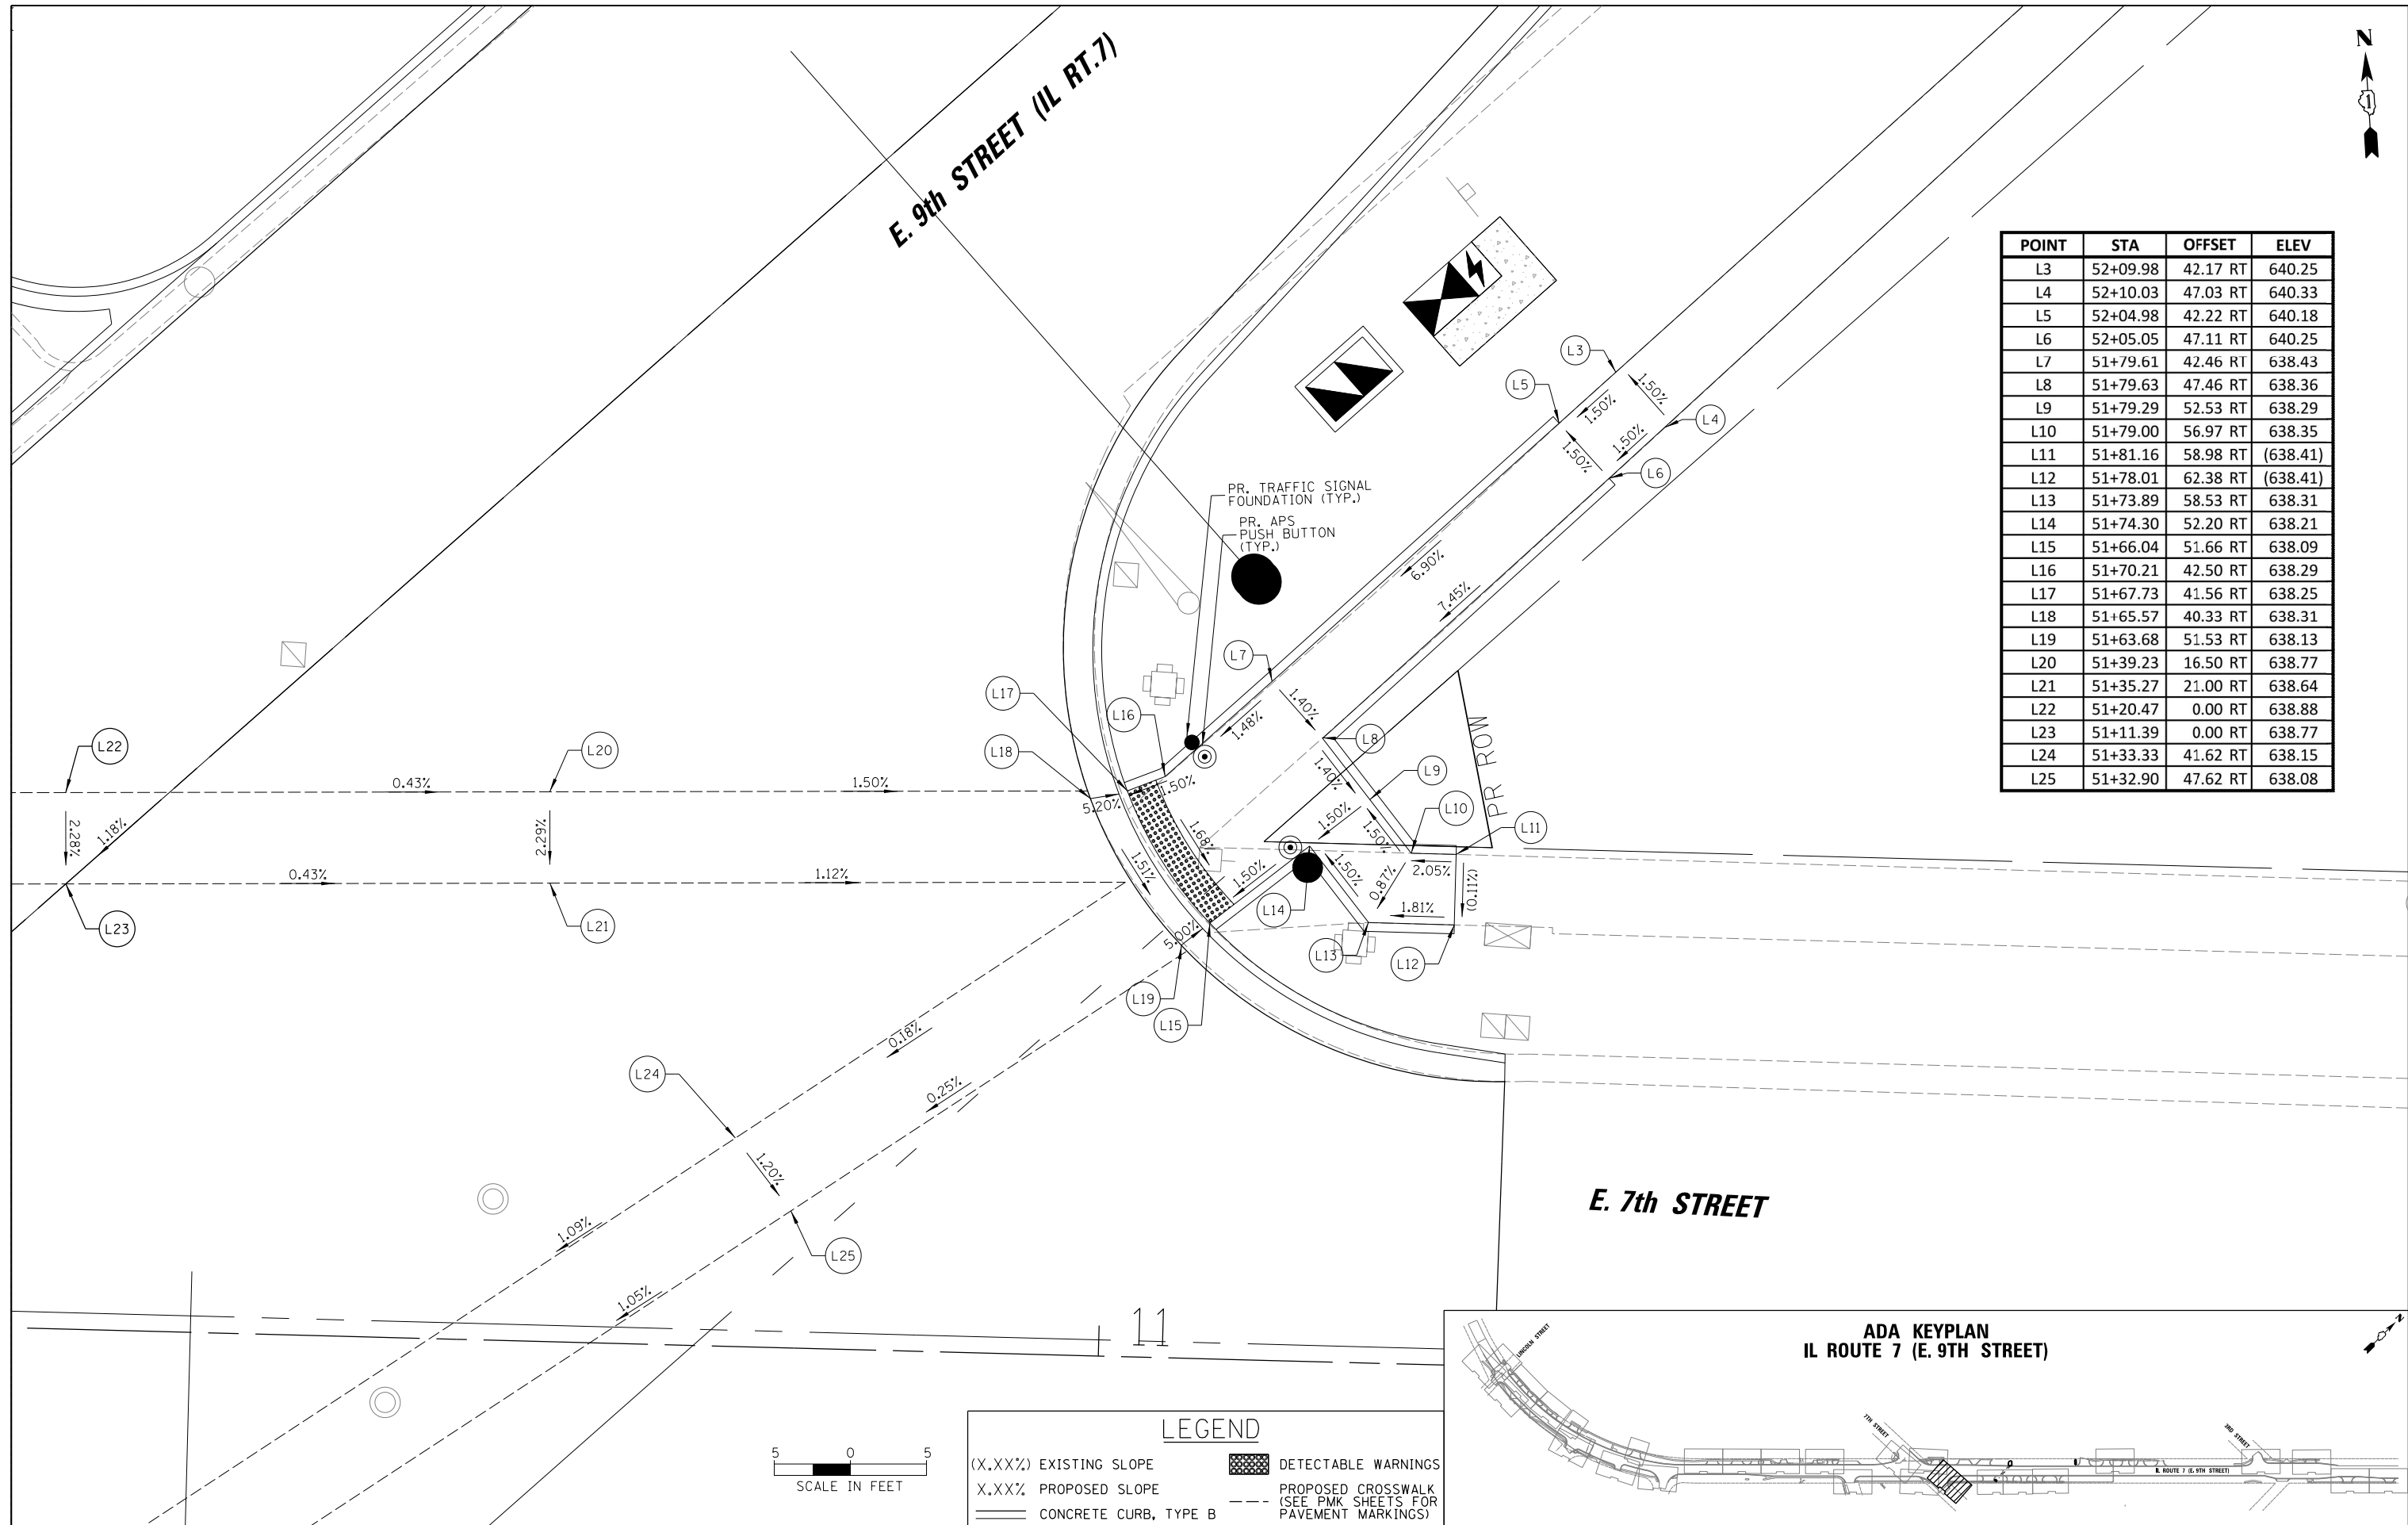 E. 9th STREET (IL RT.7)
N
1
POINT STA OFFSET ELEV
L3 52+09.98 42.17 RT 640.25
L4 52+10.03 47.03 RT 640.33
L5 52+04.98 42.22 RT 640.18
L6 52+05.05 47.11 RT 640.25
L7 51+79.61 42.46 RT 638.43
L8 51+79.63 47.46 RT 638.36
L9 51+79.29 52.53 RT 638.29
L10 51+79.00 56.97 RT 638.35
L11 51+81.16 58.98 RT (638.41)
L12 51+78.01 62.38 RT (638.41)
L13 51+73.89 58.53 RT 638.31
L14 51+74.30 52.20 RT 638.21
L15 51+66.04 51.66 RT 638.09
L16 51+70.21 42.50 RT 638.29
L17 51+67.73 41.56 RT 638.25
L18 51+65.57 40.33 RT 638.31
L19 51+63.68 51.53 RT 638.13
L20 51+39.23 16.50 RT 638.77
L21 51+35.27 21.00 RT 638.64
L22 51+20.47 0.00 RT 638.88
L23 51+11.39 0.00 RT 638.77
L24 51+33.33 41.62 RT 638.15
L25 51+32.90 47.62 RT 638.08
L3
L5
1.50%
1.50%
L4
1.50%
1.50%
L6
PR. TRAFFIC SIGNAL
FOUNDATION (TYP.)
PR. APS
PUSH BUTTON
(TYP.)
6.90%
7.45%
L7
L17
L16
1.40%
1.48%
L18
L8
PR ROW
L22
L20
0.43%
1.50%
5.20%
1.50%
1.40%
L9
L10
1.50%
1.50%
L11
2.28%
1.18%
2.29%
1.68%
1.51%
0.43%
1.12%
1.50%
1.50%
0.87%
2.05%
(0.11%)
1.81%
L14
L23
L21
5.00%
L13
L12
L19
L15
0.18%
L24
0.25%
1.20%
1.09%
L25
1.05%
E. 7th STREET
11
5 0 5
SCALE IN FEET
LEGEND
(X.XX%) EXISTING SLOPE
X.XX% PROPOSED SLOPE
CONCRETE CURB, TYPE B
DETECTABLE WARNINGS
PROPOSED CROSSWALK
(SEE PMK SHEETS FOR
PAVEMENT MARKINGS)
ADA KEYPLAN
IL ROUTE 7 (E. 9TH STREET)
N
LINCOLN STREET
7TH STREET
3RD STREET
IL ROUTE 7 (E. 9TH STREET)